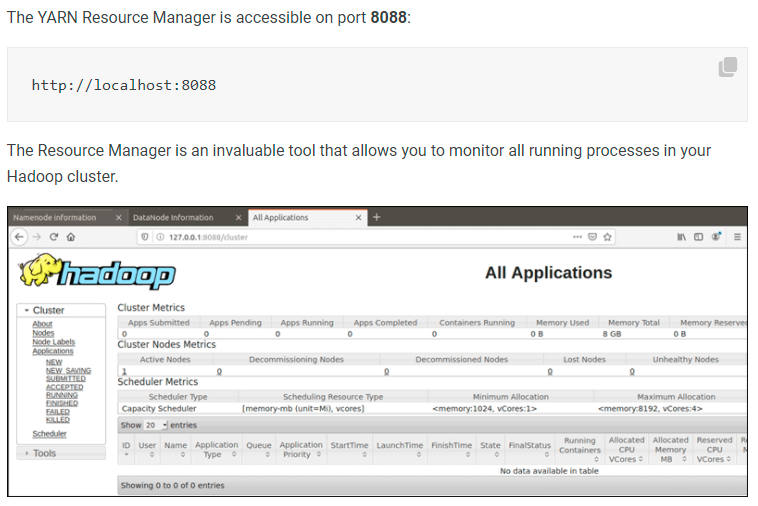 The YARN Resource Manager is accessible on port 8088:
http://localhost:8088
The Resource Manager is an invaluable tool that allows you to monitor all running processes in your
Hadoop cluster.
Namenode information × DataNode Information × All Applications × +
127.0.0.1:8088/cluster
hadoop
All Applications
Cluster
About
Nodes
Node Labels
Applications
NEW
NEW_SAVING
SUBMITTED
ACCEPTED
RUNNING
FINISHED
FAILED
KILLED
Scheduler
Tools
Cluster Metrics
Apps Submitted Apps Pending Apps Running Apps Completed Containers Running Memory Used Memory Total Memory Reserved
0 0 0 0 0 0 B 8 GB 0 B
Cluster Nodes Metrics
Active Nodes Decommissioning Nodes Decommissioned Nodes Lost Nodes Unhealthy Nodes
1 0 0 0 0
Scheduler Metrics
Scheduler Type Scheduling Resource Type Minimum Allocation Maximum Allocation
Capacity Scheduler [memory-mb (unit=Mi), vcores] <memory:1024, vCores:1> <memory:8192, vCores:4>
Show 20 entries
ID User Name Application Type Queue Application Priority StartTime LaunchTime FinishTime State FinalStatus Running Containers Allocated CPU VCores Allocated Memory MB Reserved CPU VCores
No data available in table
Showing 0 to 0 of 0 entries